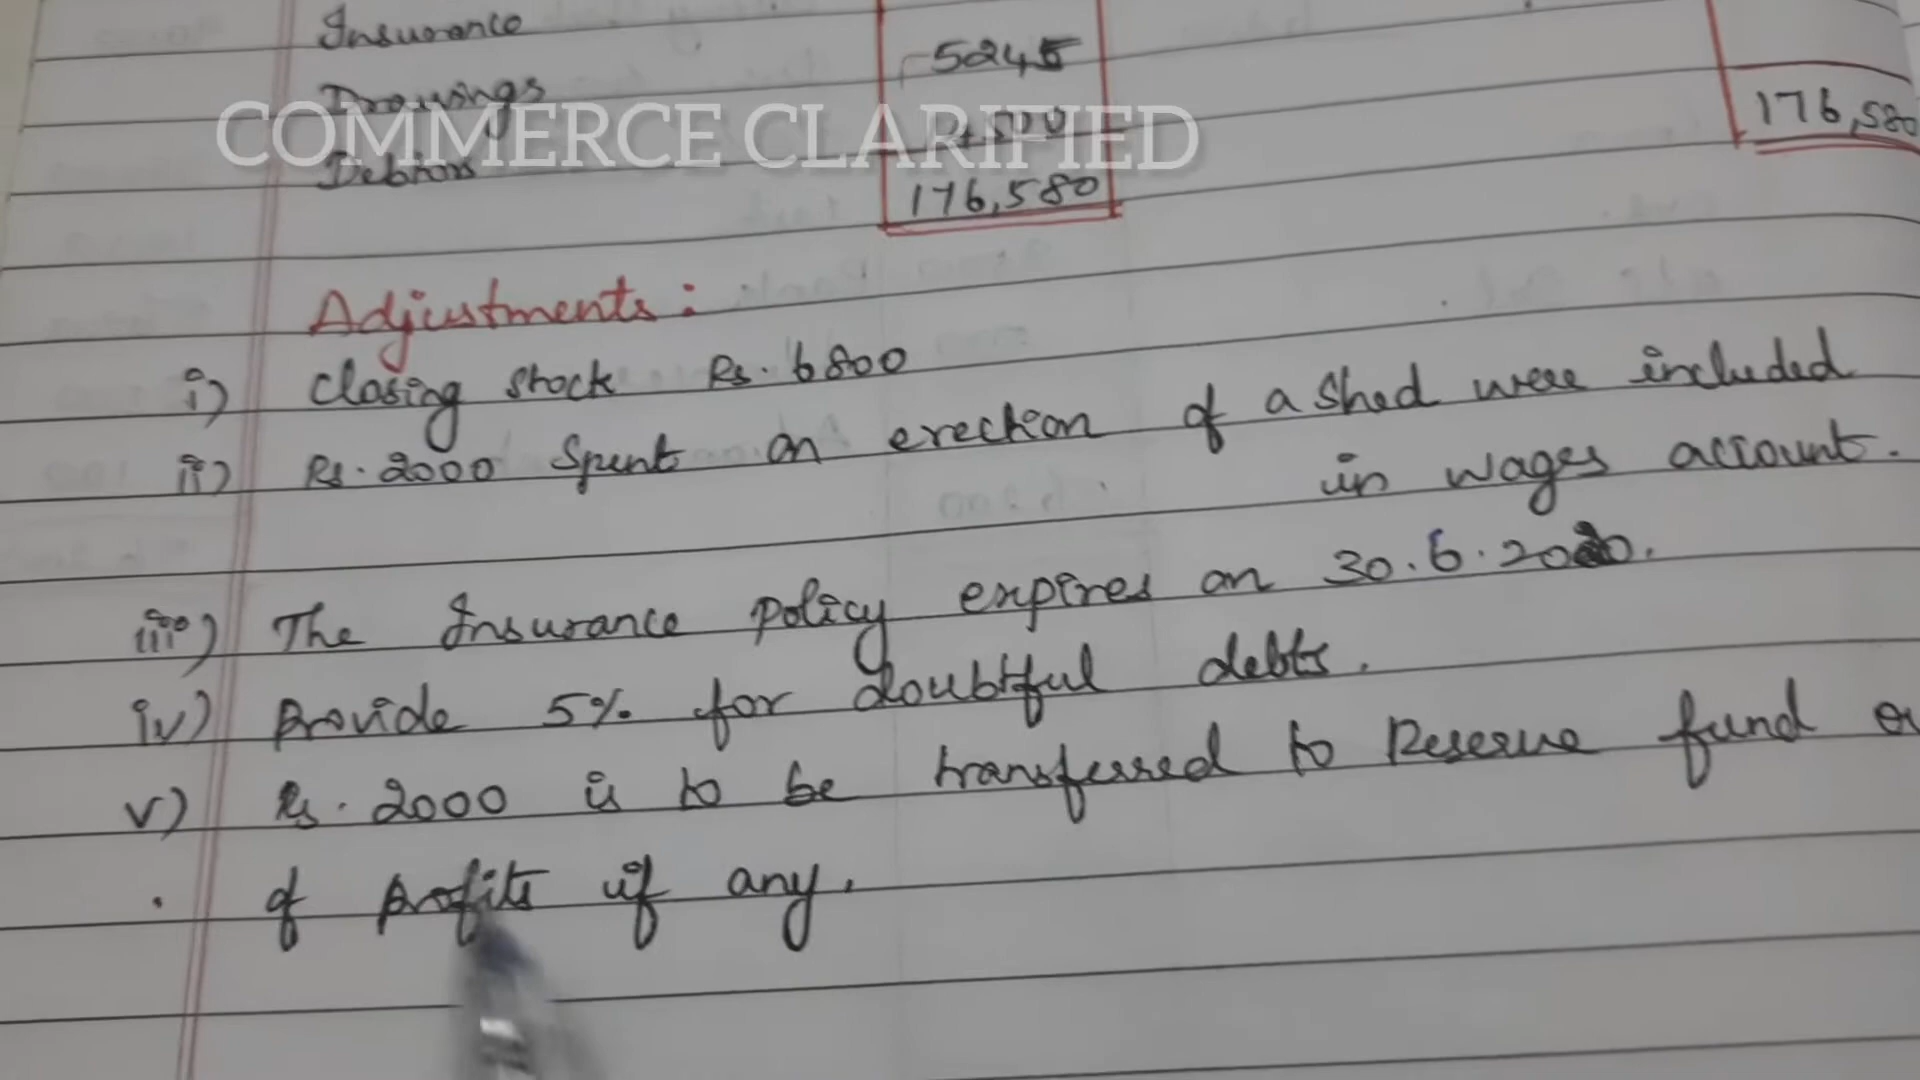 Insurance
5245
Drawings
176,580
COMMERCE CLARIFIED
Debtors
176,580
Adjustments:
i) Closing stock Rs. 6800
ii) Rs. 2000 spent on erection of a shed were included
in wages account.
iii) The Insurance policy expires on 30.6.2020.
iv) Provide 5% for doubtful debts.
v) Rs. 2000 is to be transferred to Reserve fund
of profits if any.